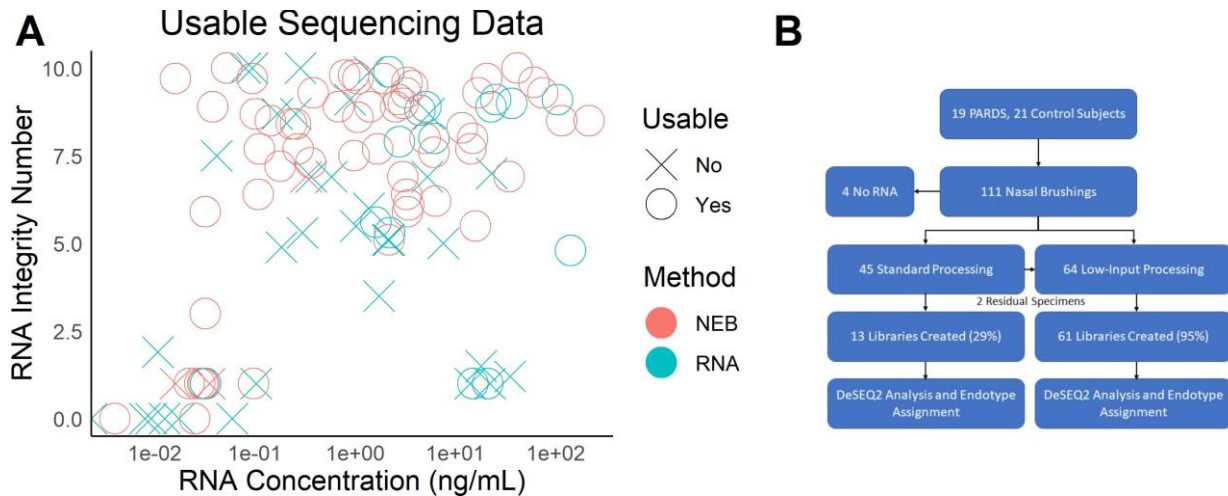 A
Usable Sequencing Data
RNA Integrity Number
10.0
7.5
5.0
2.5
0.0
1e-02 1e-01 1e+00 1e+01 1e+02
RNA Concentration (ng/mL)
Usable
No
Yes
Method
NEB
RNA
B
19 PARDS, 21 Control Subjects
4 No RNA
111 Nasal Brushings
45 Standard Processing
64 Low-Input Processing
2 Residual Specimens
13 Libraries Created (29%)
61 Libraries Created (95%)
DeSEQ2 Analysis and Endotype
Assignment
DeSEQ2 Analysis and Endotype
Assignment